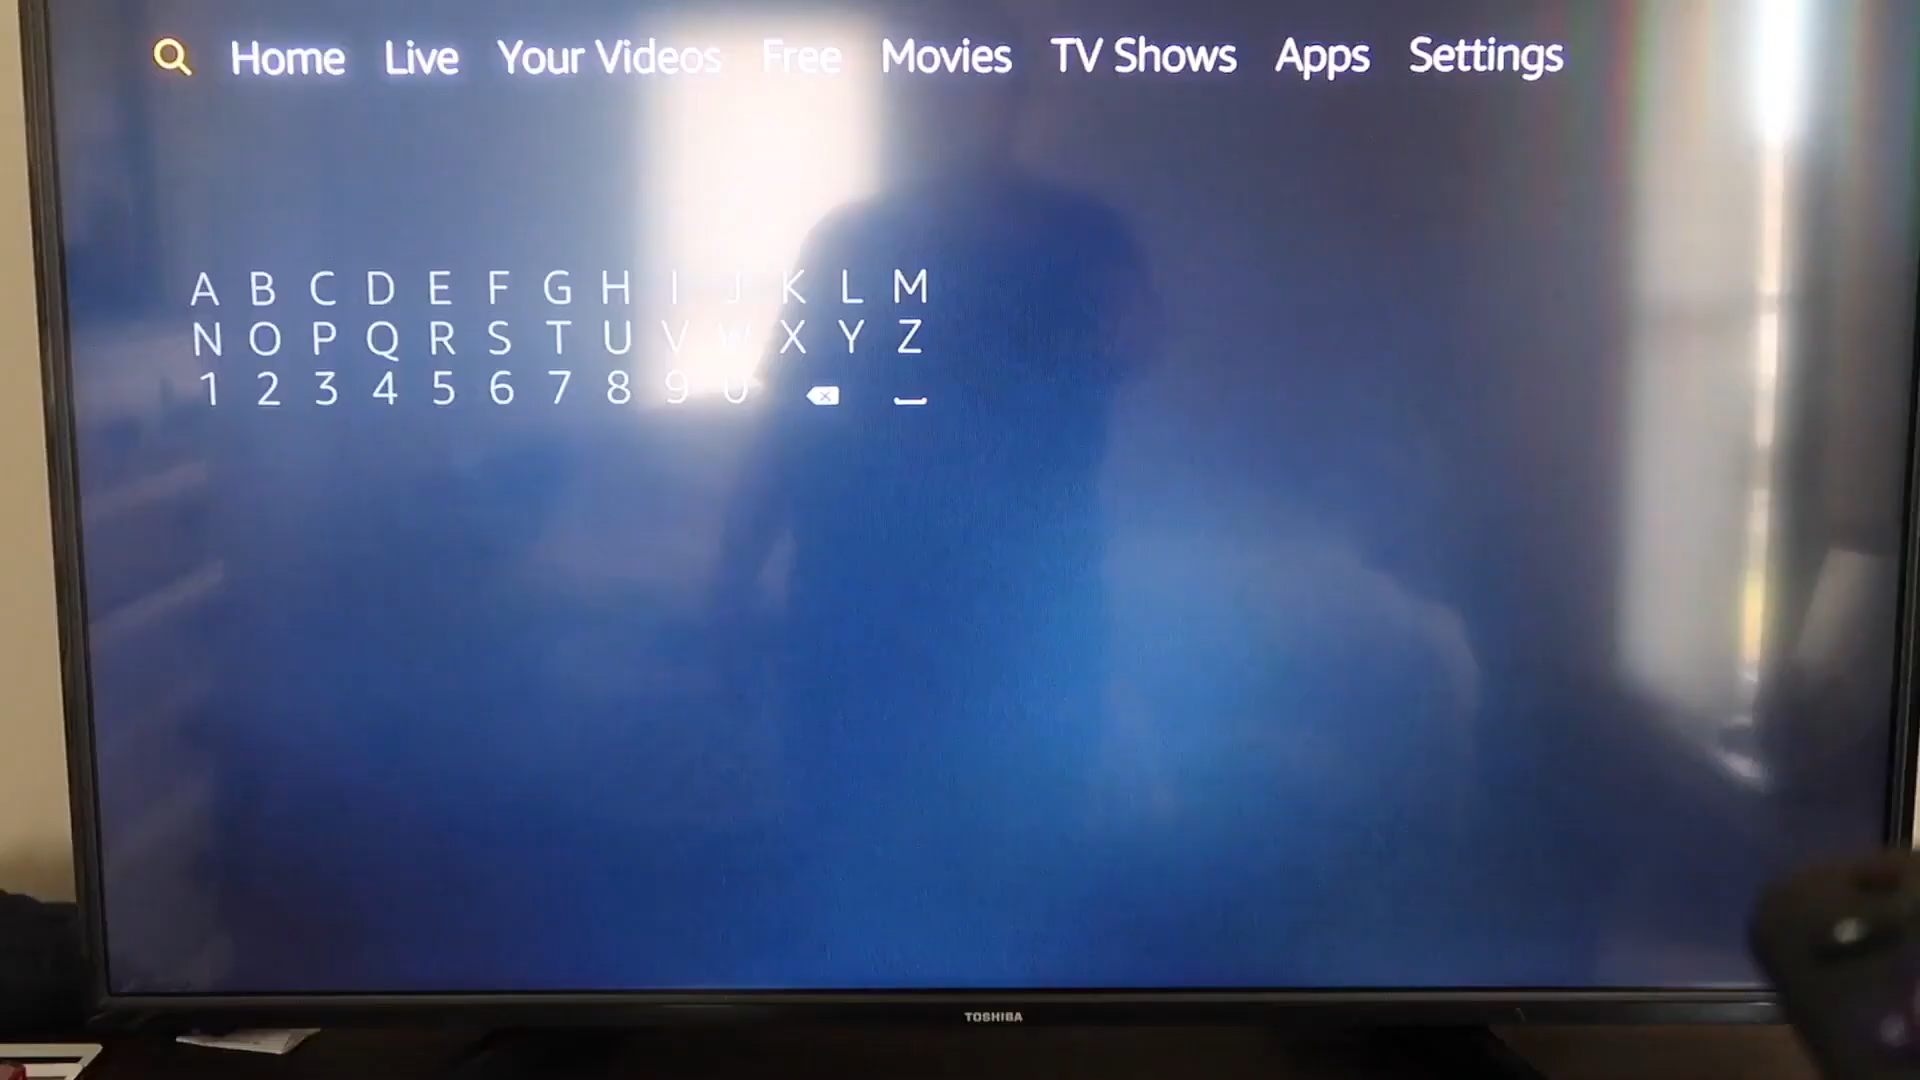 Home Live Your Videos Free Movies TV Shows Apps Settings
A B C D E F G H I J K L M
N O P Q R S T U V W X Y Z
1 2 3 4 5 6 7 8 9 0
TOSHIBA